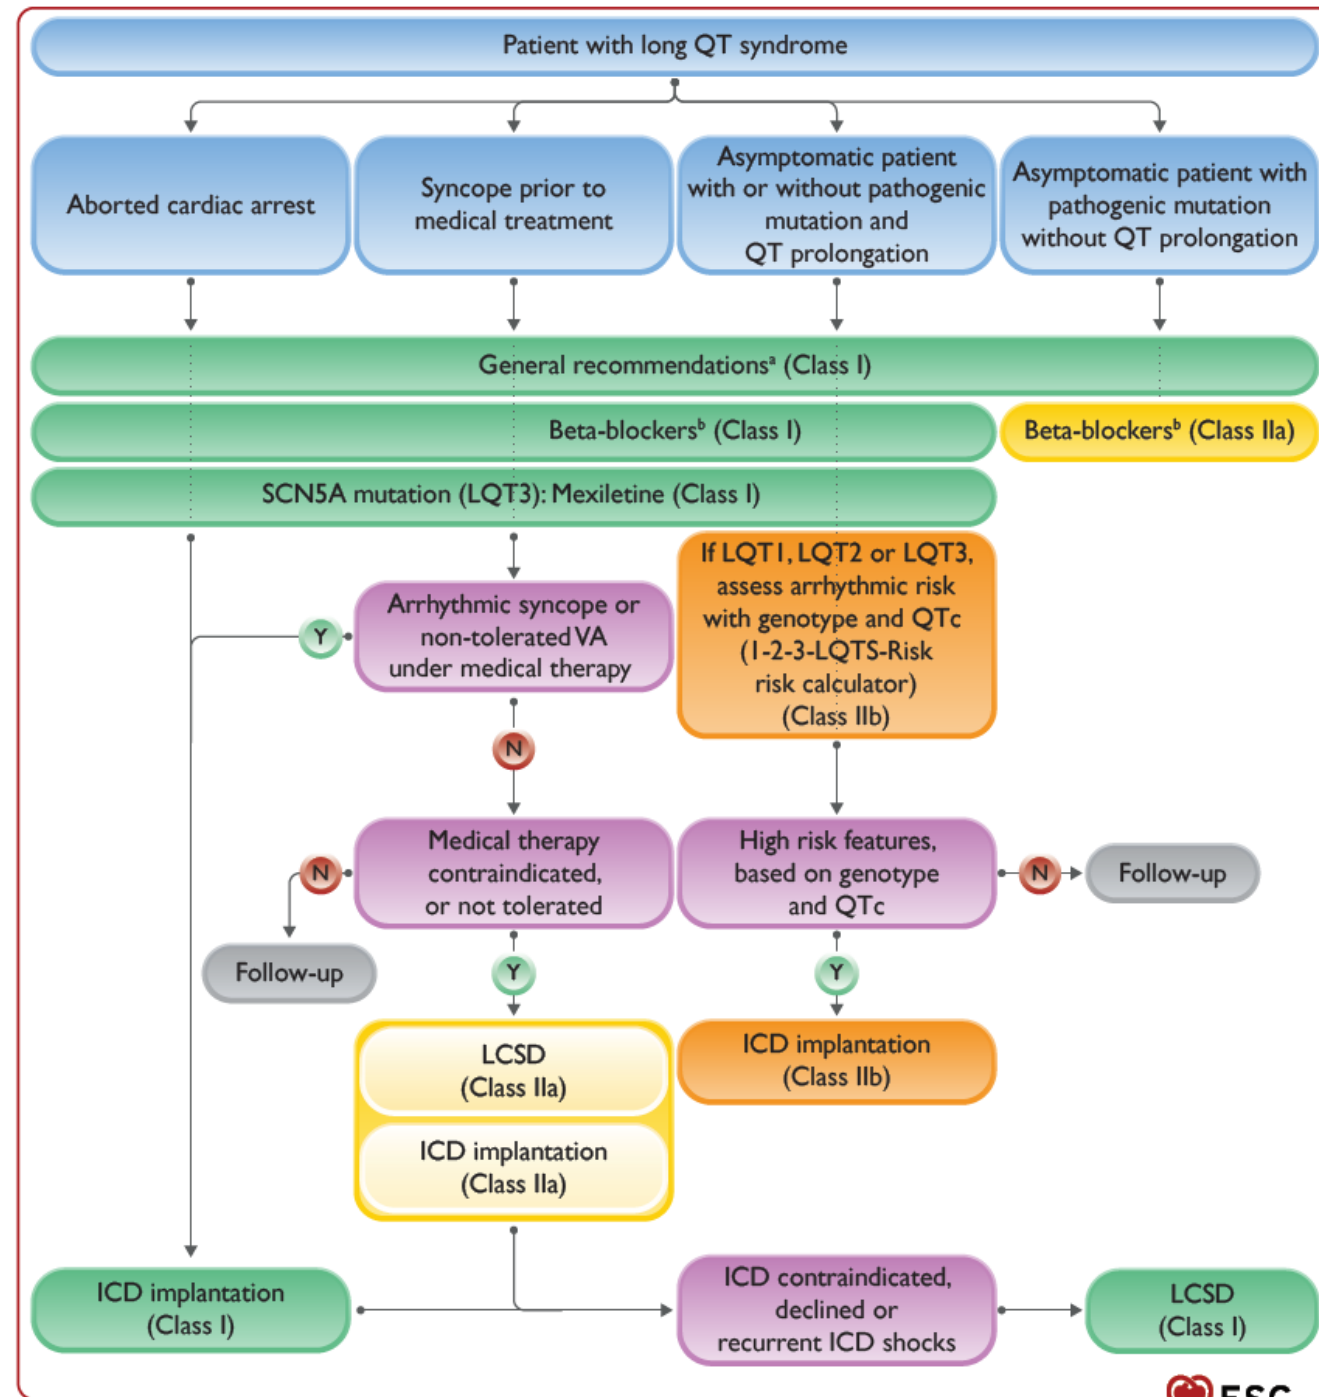 Patient with long QT syndrome
Aborted cardiac arrest
Syncope prior to
medical treatment
Asymptomatic patient
with or without pathogenic
mutation and
QT prolongation
Asymptomatic patient with
pathogenic mutation
without QT prolongation
General recommendationsᵃ (Class I)
Beta-blockersᵇ (Class I)
Beta-blockersᵇ (Class IIa)
SCN5A mutation (LQT3): Mexiletine (Class I)
Arrhythmic syncope or
non-tolerated VA
under medical therapy
Y
N
If LQT1, LQT2 or LQT3,
assess arrhythmic risk
with genotype and QTc
(1-2-3-LQTS-Risk
risk calculator)
(Class IIb)
Medical therapy
contraindicated,
or not tolerated
N
Follow-up
Y
High risk features,
based on genotype
and QTc
N
Follow-up
Y
LCSD
(Class IIa)
ICD implantation
(Class IIa)
ICD implantation
(Class IIb)
ICD implantation
(Class I)
ICD contraindicated,
declined or
recurrent ICD shocks
LCSD
(Class I)
ESC